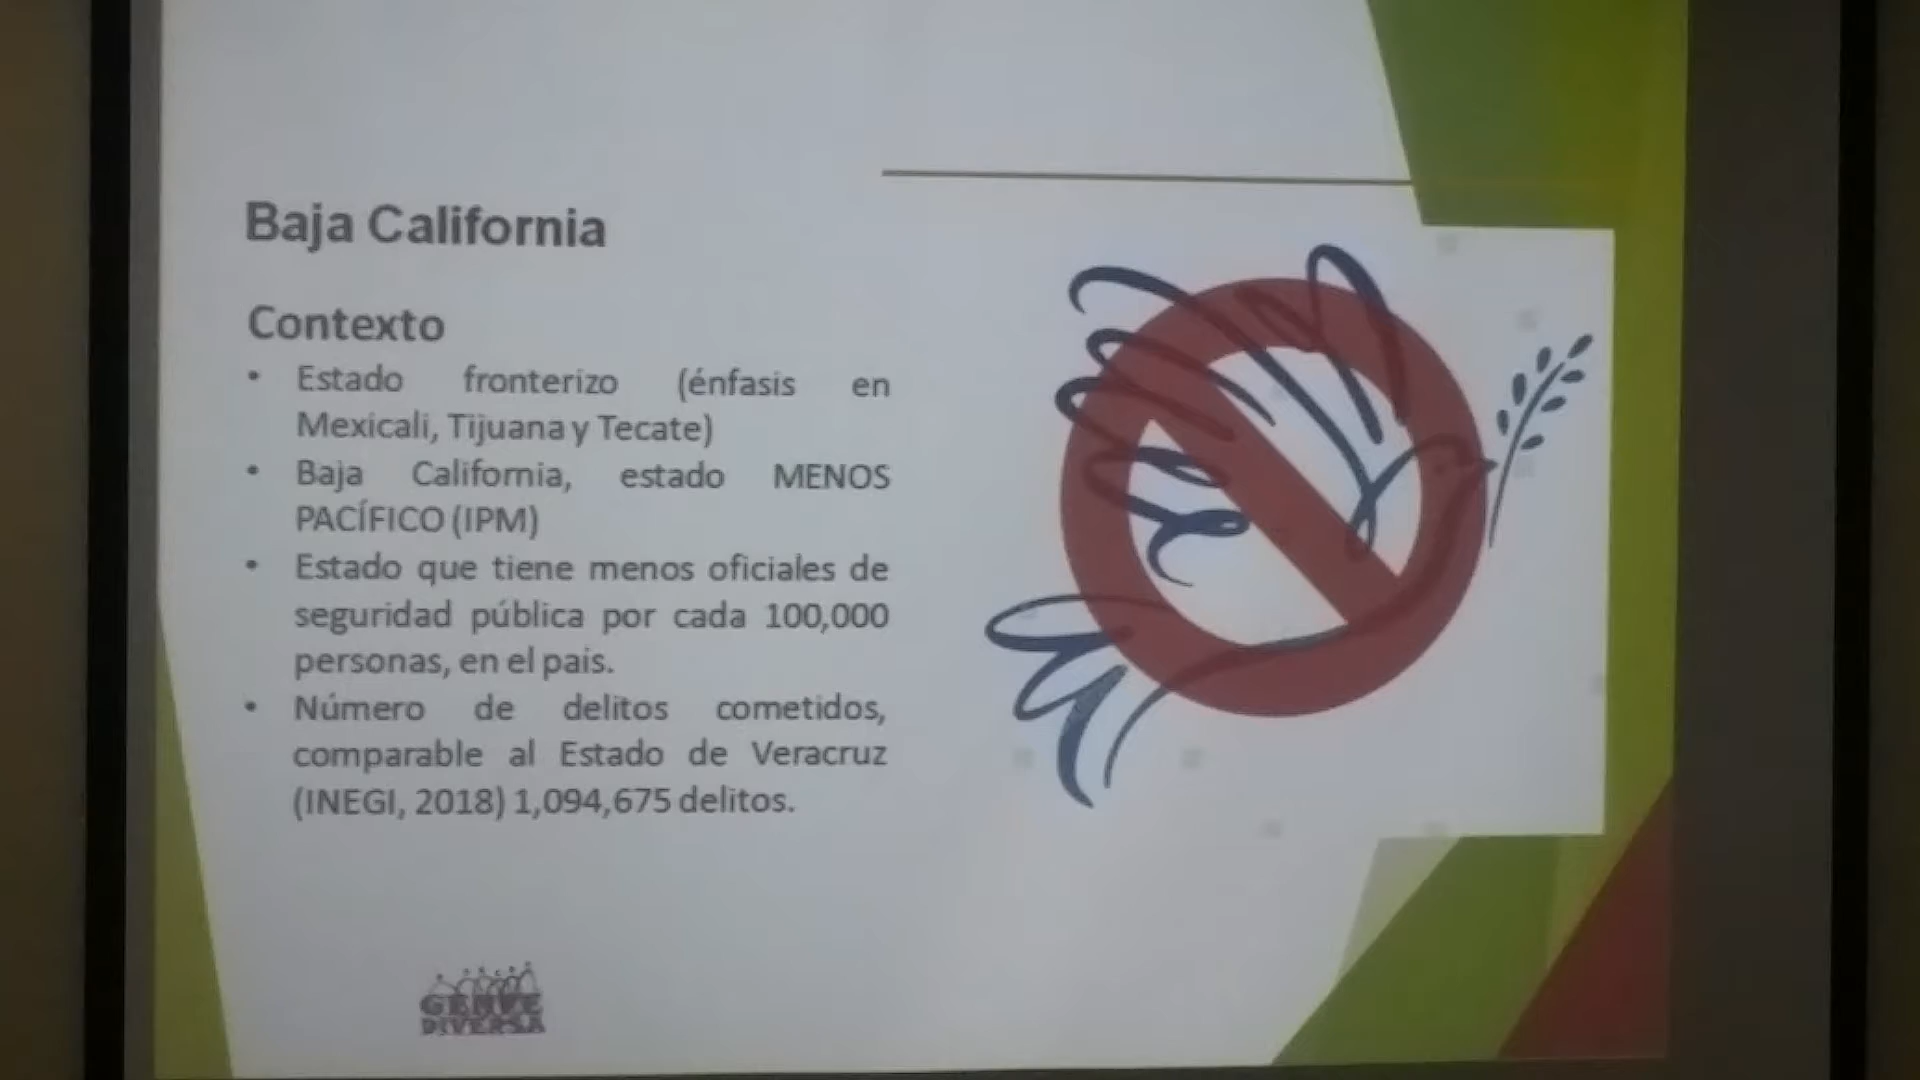 Baja California
Contexto
• Estado fronterizo (énfasis en
Mexicali, Tijuana y Tecate)
• Baja California, estado MENOS
PACÍFICO (IPM)
• Estado que tiene menos oficiales de
seguridad pública por cada 100,000
personas, en el pais.
• Número de delitos cometidos,
comparable al Estado de Veracruz
(INEGI, 2018) 1,094,675 delitos.
GENTE
DIVERSA